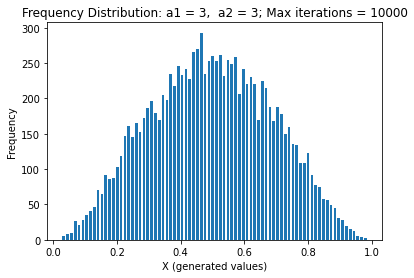 Frequency Distribution: a1 = 3,  a2 = 3; Max iterations = 10000
300
250
200
150
100
50
0
Frequency
0.0 0.2 0.4 0.6 0.8 1.0
X (generated values)